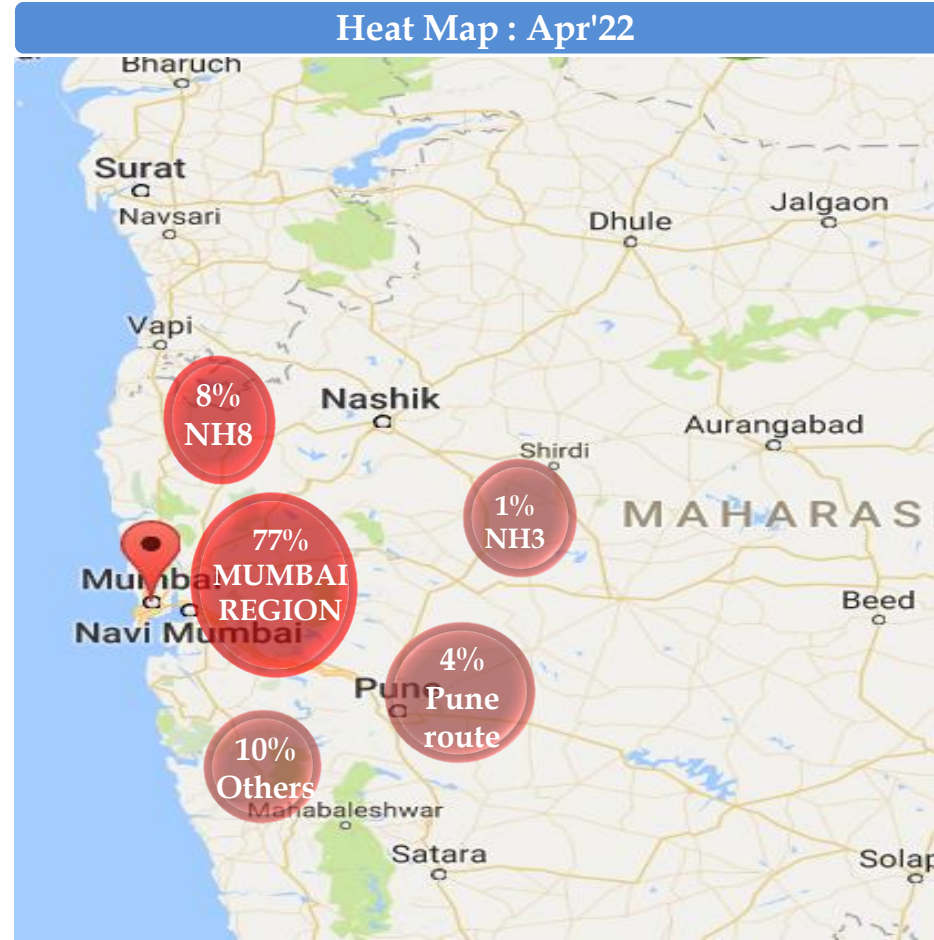 Heat Map : Apr'22
Bharuch
Surat
Navsari
Dhule
Jalgaon
Vapi
8%
NH8
Nashik
Aurangabad
Shirdi
1%
NH3
MAHARAS
77%
MUMBAI
REGION
Mumbai
Navi Mumbai
Beed
4%
Pune
route
Pune
10%
Others
Mahabaleshwar
Satara
Solap